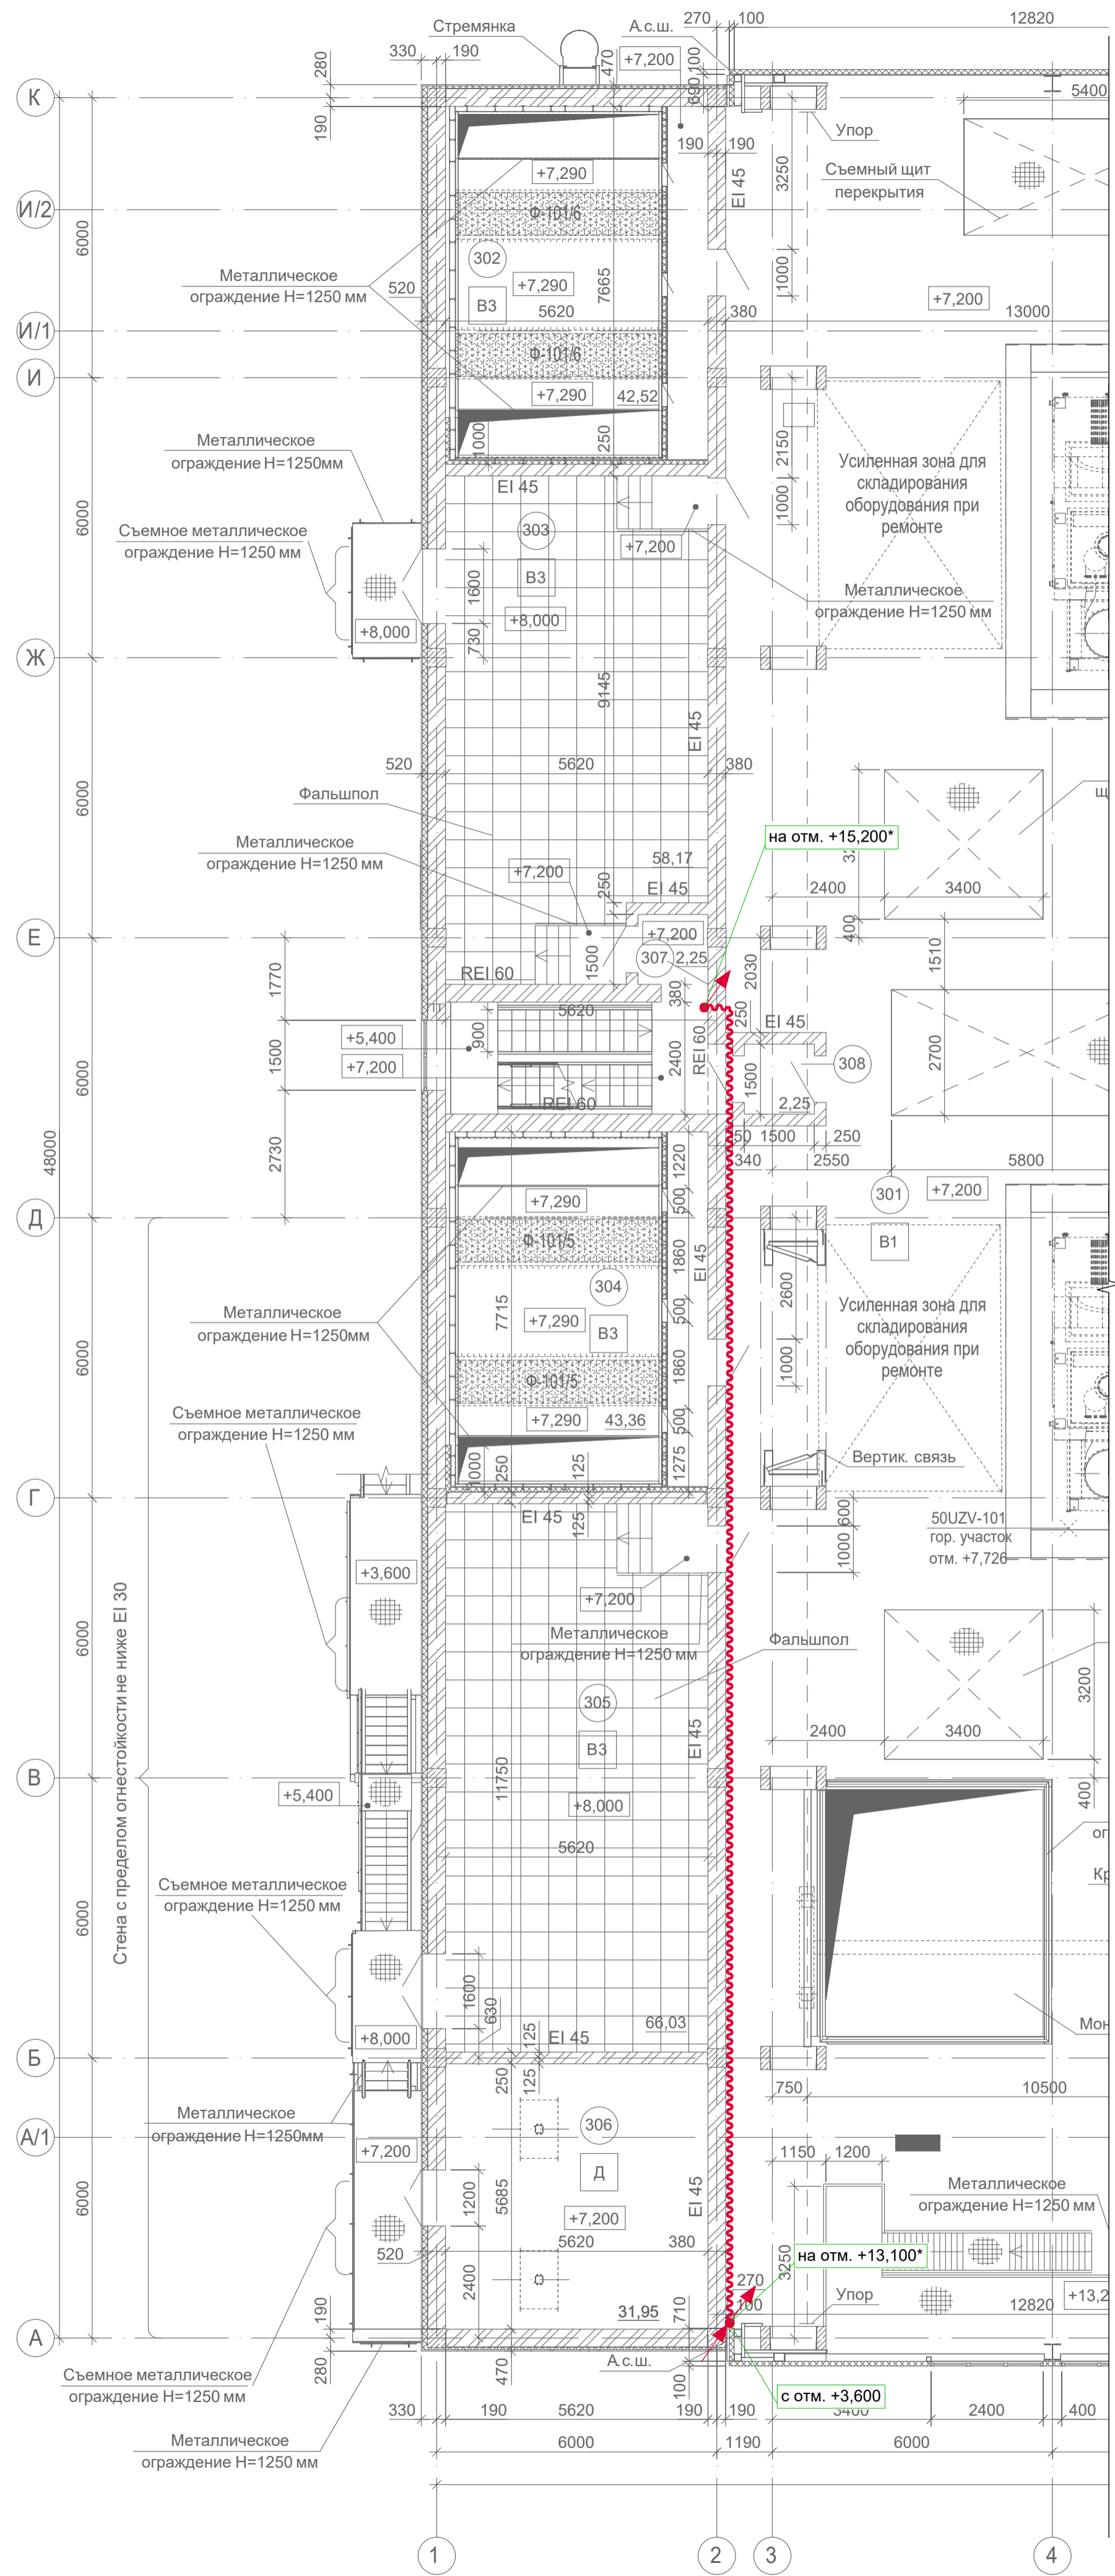 270
100
12820
Стремянка
А.с.ш.
330
190
470
+7,200
100
690
280
К
190
5400
Упор
190
190
EI 45
3250
Съемный щит
перекрытия
+7,290
И/2
Ф-101/6
6000
302
Металлическое
ограждение Н=1250 мм
520
+7,290
7665
1000
В3
5620
380
+7,200
13000
И/1
Ф-101/6
И
+7,290
42,52
1000
250
2150
Металлическое
ограждение Н=1250мм
Усиленная зона для
складирования
оборудования при
ремонте
EI 45
1000
303
6000
Съемное металлическое
ограждение Н=1250 мм
+7,200
В3
1600
Металлическое
ограждение Н=1250 мм
+8,000
+8,000
730
Ж
9145
EI 45
520
5620
380
6000
Фальшпол
щ
Металлическое
ограждение Н=1250 мм
на отм. +15,200*
58,17
+7,200
250
EI 45
2400
3400
400
Е
+7,200
307
2,25
1500
REI 60
1770
2030
1510
380
5620
250
EI 45
+5,400
900
REI 60
1500
6000
+7,200
2400
1500
308
2700
REI 60
2,25
48000
2730
50
1500
250
340
2550
5800
1220
301
+7,200
+7,290
500
Д
Ф-101/5
В1
1860
EI 45
304
2600
7715
+7,290
500
Металлическое
ограждение Н=1250мм
В3
Усиленная зона для
складирования
оборудования при
ремонте
6000
1860
1000
Ф-101/5
+7,290
43,36
500
Съемное металлическое
ограждение Н=1250 мм
1000
250
125
1275
Вертик. связь
Г
EI 45
125
600
1000
50UZV-101
гор. участок
отм. +7,726
+3,600
+7,200
Стена с пределом огнестойкости не ниже EI 30
6000
Металлическое
ограждение Н=1250 мм
Фальшпол
3200
305
EI 45
2400
3400
В3
В
+5,400
11750
+8,000
400
ог
5620
Кр
Съемное металлическое
ограждение Н=1250 мм
6000
1600
630
66,03
Мон
+8,000
125
EI 45
Б
250
125
750
10500
Металлическое
ограждение Н=1250мм
306
А/1
+7,200
1150
1200
Д
Металлическое
ограждение Н=1250 мм
6000
1200
5685
EI 45
+7,200
520
5620
380
3250
на отм. +13,100*
2400
270
100
+13,2
12820
190
31,95
710
Упор
А
280
470
А.с.ш.
100
Съемное металлическое
ограждение Н=1250 мм
с отм. +3,600
330
190
5620
190
190
3400
2400
400
Металлическое
ограждение Н=1250 мм
6000
1190
6000
1
2
3
4